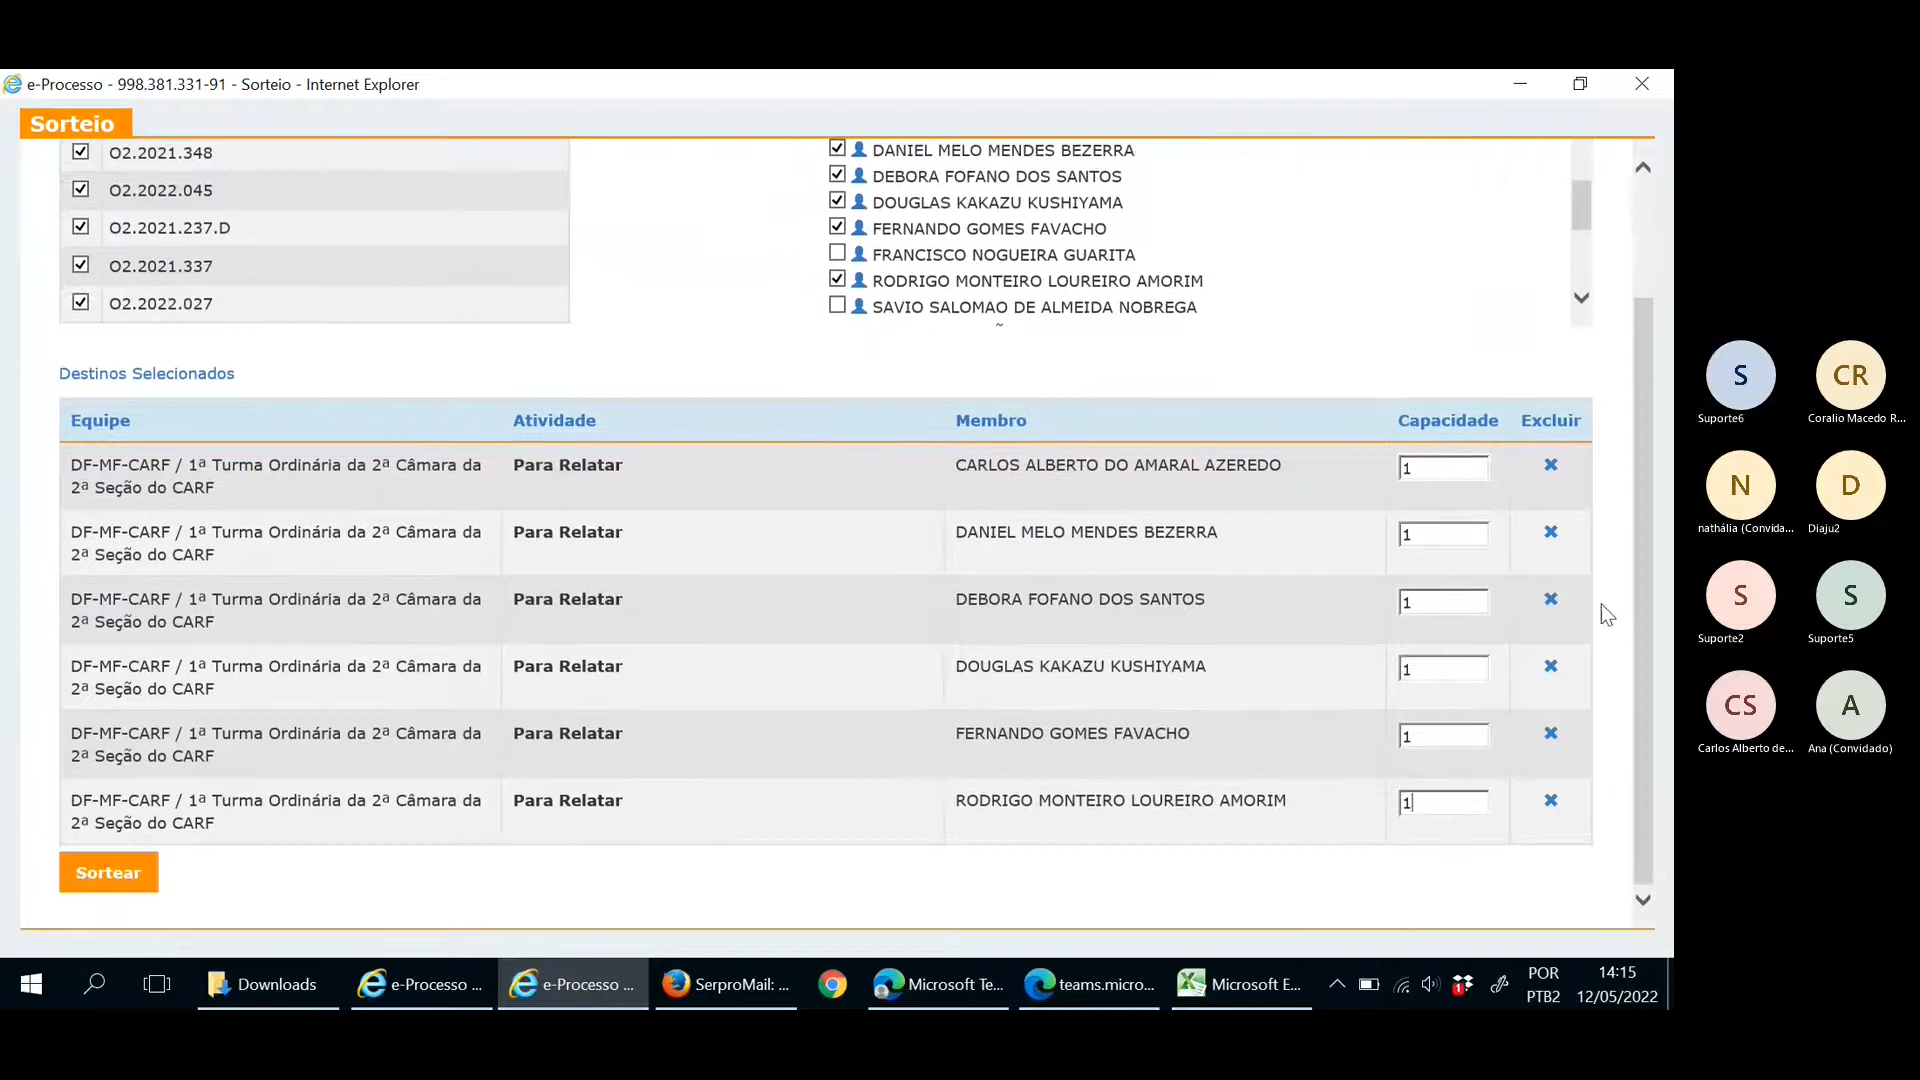 e-Processo - 998.381.331-91 - Sorteio - Internet Explorer
Sorteio
O2.2021.348
O2.2022.045
O2.2021.237.D
O2.2021.337
O2.2022.027
DANIEL MELO MENDES BEZERRA
DEBORA FOFANO DOS SANTOS
DOUGLAS KAKAZU KUSHIYAMA
FERNANDO GOMES FAVACHO
FRANCISCO NOGUEIRA GUARITA
RODRIGO MONTEIRO LOUREIRO AMORIM
SAVIO SALOMAO DE ALMEIDA NOBREGA
Destinos Selecionados
Equipe Atividade Membro Capacidade Excluir
DF-MF-CARF / 1ª Turma Ordinária da 2ª Câmara da Para Relatar CARLOS ALBERTO DO AMARAL AZEREDO 1
2ª Seção do CARF
DF-MF-CARF / 1ª Turma Ordinária da 2ª Câmara da Para Relatar DANIEL MELO MENDES BEZERRA 1
2ª Seção do CARF
DF-MF-CARF / 1ª Turma Ordinária da 2ª Câmara da Para Relatar DEBORA FOFANO DOS SANTOS 1
2ª Seção do CARF
DF-MF-CARF / 1ª Turma Ordinária da 2ª Câmara da Para Relatar DOUGLAS KAKAZU KUSHIYAMA 1
2ª Seção do CARF
DF-MF-CARF / 1ª Turma Ordinária da 2ª Câmara da Para Relatar FERNANDO GOMES FAVACHO 1
2ª Seção do CARF
DF-MF-CARF / 1ª Turma Ordinária da 2ª Câmara da Para Relatar RODRIGO MONTEIRO LOUREIRO AMORIM 1
2ª Seção do CARF
Sortear
S CR
Suporte6 Coralio Macedo R...
N D
nathália (Convida... Diaju2
S S
Suporte2 Suporte5
CS A
Carlos Alberto de... Ana (Convidado)
Downloads e-Processo ... e-Processo ... SerproMail: ... Microsoft Te... teams.micro... Microsoft E... 1 POR 14:15
PTB2 12/05/2022